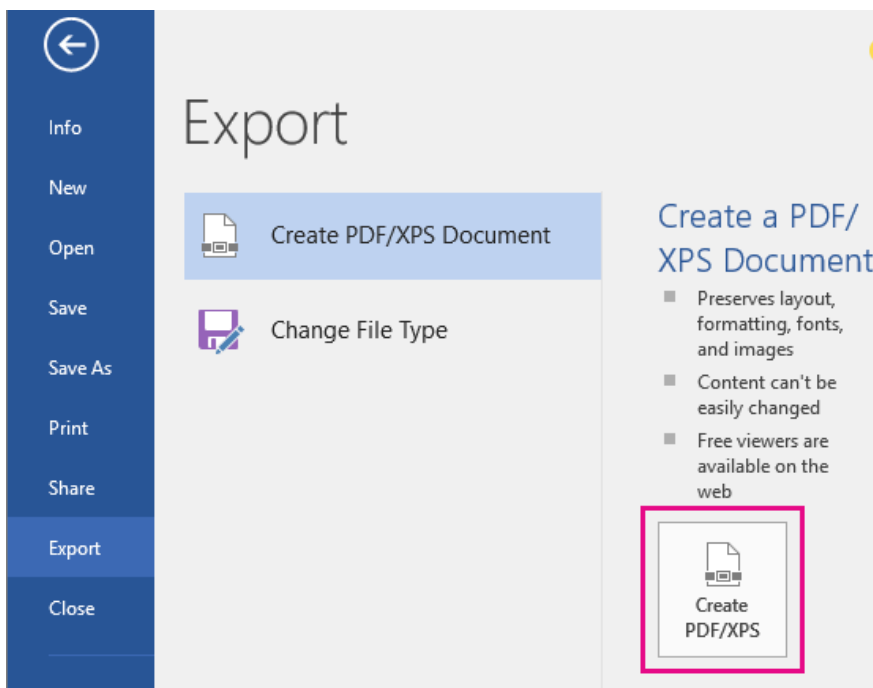 Info
New
Open
Save
Save As
Print
Share
Export
Close
Export
Create PDF/XPS Document
Change File Type
Create a PDF/
XPS Document
Preserves layout,
formatting, fonts,
and images
Content can't be
easily changed
Free viewers are
available on the
web
Create
PDF/XPS